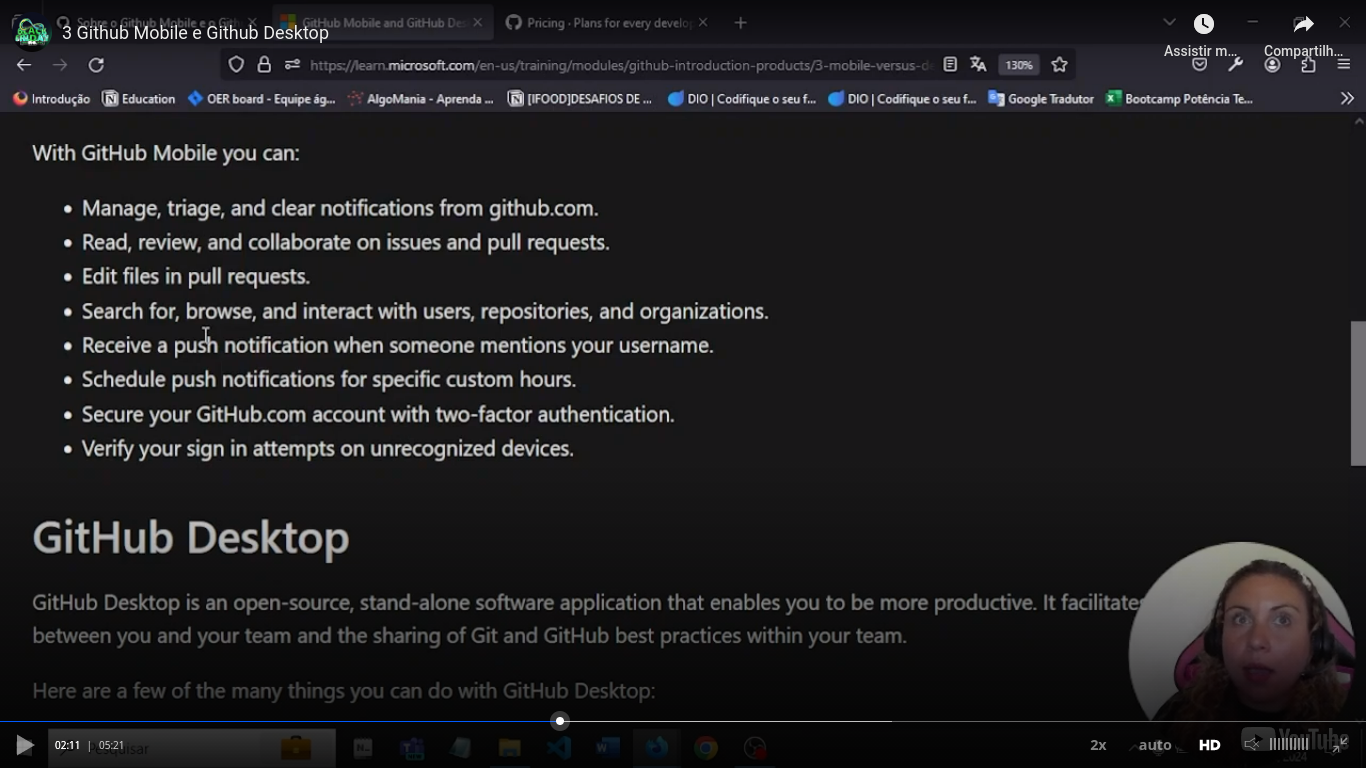 Sobre o Github Mobile e o Gith
GitHub Mobile and GitHub Des
Pricing · Plans for every develop
3 Github Mobile e Github Desktop
Assistir m...
Compartilh...
https://learn.microsoft.com/en-us/training/modules/github-introduction-products/3-mobile-versus-de
130%
Introdução
Education
OER board - Equipe ág...
AlgoMania - Aprenda ...
[IFOOD]DESAFIOS DE ...
DIO | Codifique o seu f...
DIO | Codifique o seu f...
Google Tradutor
Bootcamp Potência Te...
With GitHub Mobile you can:
• Manage, triage, and clear notifications from github.com.
• Read, review, and collaborate on issues and pull requests.
• Edit files in pull requests.
• Search for, browse, and interact with users, repositories, and organizations.
• Receive a push notification when someone mentions your username.
• Schedule push notifications for specific custom hours.
• Secure your GitHub.com account with two-factor authentication.
• Verify your sign in attempts on unrecognized devices.
GitHub Desktop
GitHub Desktop is an open-source, stand-alone software application that enables you to be more productive. It facilitates
between you and your team and the sharing of Git and GitHub best practices within your team.
Here are a few of the many things you can do with GitHub Desktop:
02:11 | 05:21
Pesquisar
2x
auto
HD
YouTube
2024